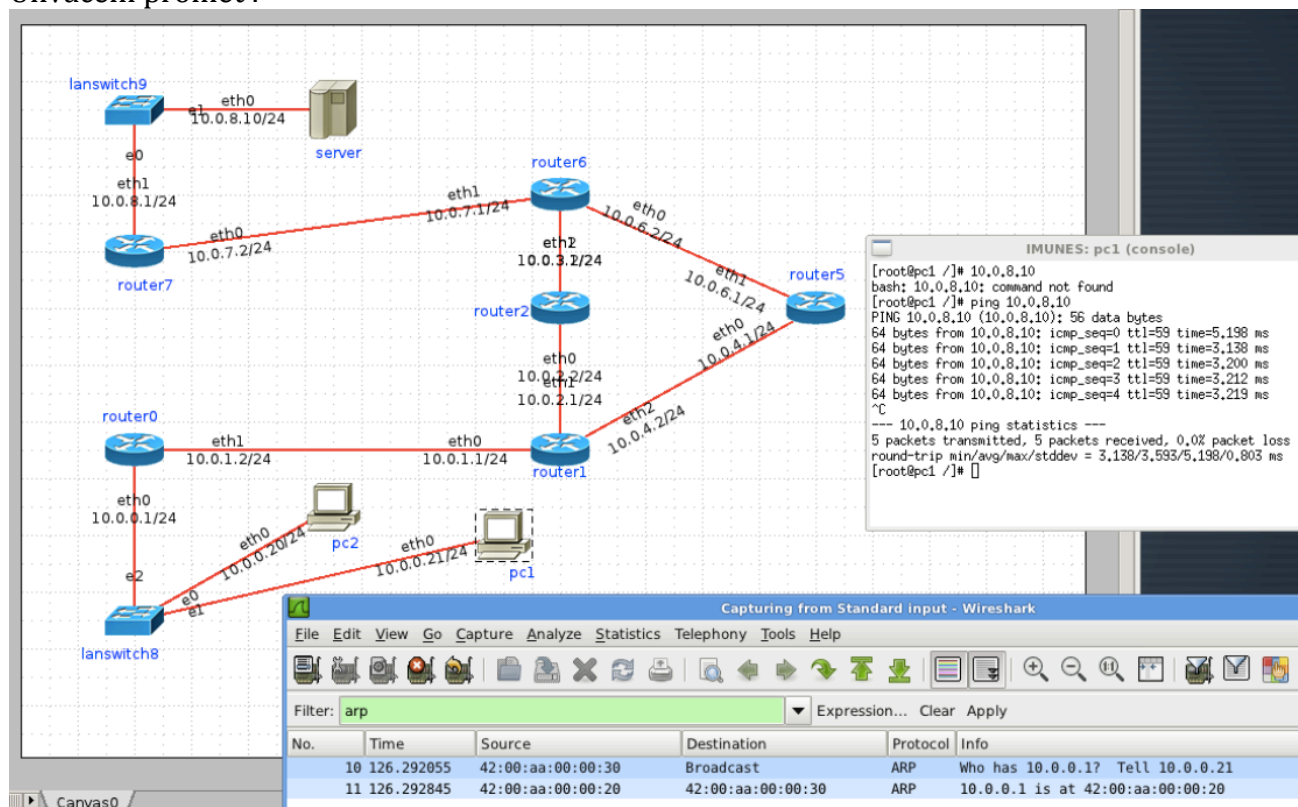 Uhvaćeni promet:
lanswitch9
e1
eth0
10.0.8.10/24
server
e0
eth1
10.0.8.1/24
router7
eth0
10.0.7.2/24
eth1
10.0.7.1/24
router6
eth0
10.0.6.2/24
router2
eth1
10.0.6.1/24
router5
eth0
10.0.4.1/24
eth0
10.0.2.2/24
eth1
10.0.2.1/24
eth2
10.0.4.2/24
router0
eth1
10.0.1.2/24
eth0
10.0.1.1/24
router1
eth0
10.0.0.1/24
e2
eth0
10.0.0.20/24
pc2
eth0
10.0.0.21/24
pc1
e0
e1
lanswitch8
Canvas0
IMUNES: pc1 (console)
[root@pc1 /]# 10.0.8.10
bash: 10.0.8.10: command not found
[root@pc1 /]# ping 10.0.8.10
PING 10.0.8.10 (10.0.8.10): 56 data bytes
64 bytes from 10.0.8.10: icmp_seq=0 ttl=59 time=5.198 ms
64 bytes from 10.0.8.10: icmp_seq=1 ttl=59 time=3.138 ms
64 bytes from 10.0.8.10: icmp_seq=2 ttl=59 time=3.200 ms
64 bytes from 10.0.8.10: icmp_seq=3 ttl=59 time=3.212 ms
64 bytes from 10.0.8.10: icmp_seq=4 ttl=59 time=3.219 ms
^C
--- 10.0.8.10 ping statistics ---
5 packets transmitted, 5 packets received, 0.0% packet loss
round-trip min/avg/max/stddev = 3.138/3.593/5.198/0.803 ms
[root@pc1 /]#
Capturing from Standard input - Wireshark
File Edit View Go Capture Analyze Statistics Telephony Tools Help
Filter: arp Expression... Clear Apply
No. Time Source Destination Protocol Info
10 126.292055 42:00:aa:00:00:30 Broadcast ARP Who has 10.0.0.1? Tell 10.0.0.21
11 126.292845 42:00:aa:00:00:20 42:00:aa:00:00:30 ARP 10.0.0.1 is at 42:00:aa:00:00:20